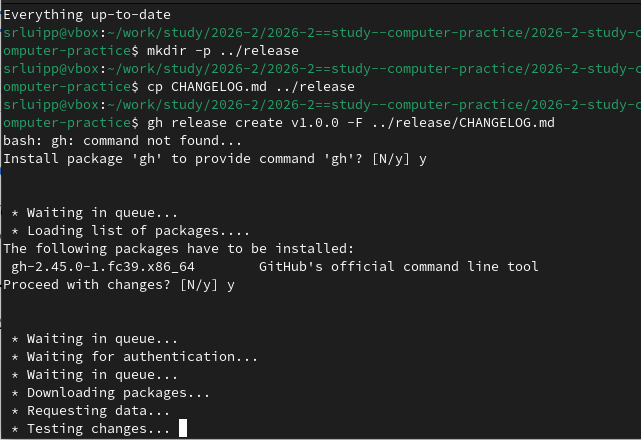 Everything up-to-date
srluipp@vbox:~/work/study/2026-2/2026-2==study--computer-practice/2026-2-study-c
omputer-practice$ mkdir -p ../release
srluipp@vbox:~/work/study/2026-2/2026-2==study--computer-practice/2026-2-study-c
omputer-practice$ cp CHANGELOG.md ../release
srluipp@vbox:~/work/study/2026-2/2026-2==study--computer-practice/2026-2-study-c
omputer-practice$ gh release create v1.0.0 -F ../release/CHANGELOG.md
bash: gh: command not found...
Install package 'gh' to provide command 'gh'? [N/y] y
* Waiting in queue...
* Loading list of packages....
The following packages have to be installed:
gh-2.45.0-1.fc39.x86_64 GitHub's official command line tool
Proceed with changes? [N/y] y
* Waiting in queue...
* Waiting for authentication...
* Waiting in queue...
* Downloading packages...
* Requesting data...
* Testing changes...